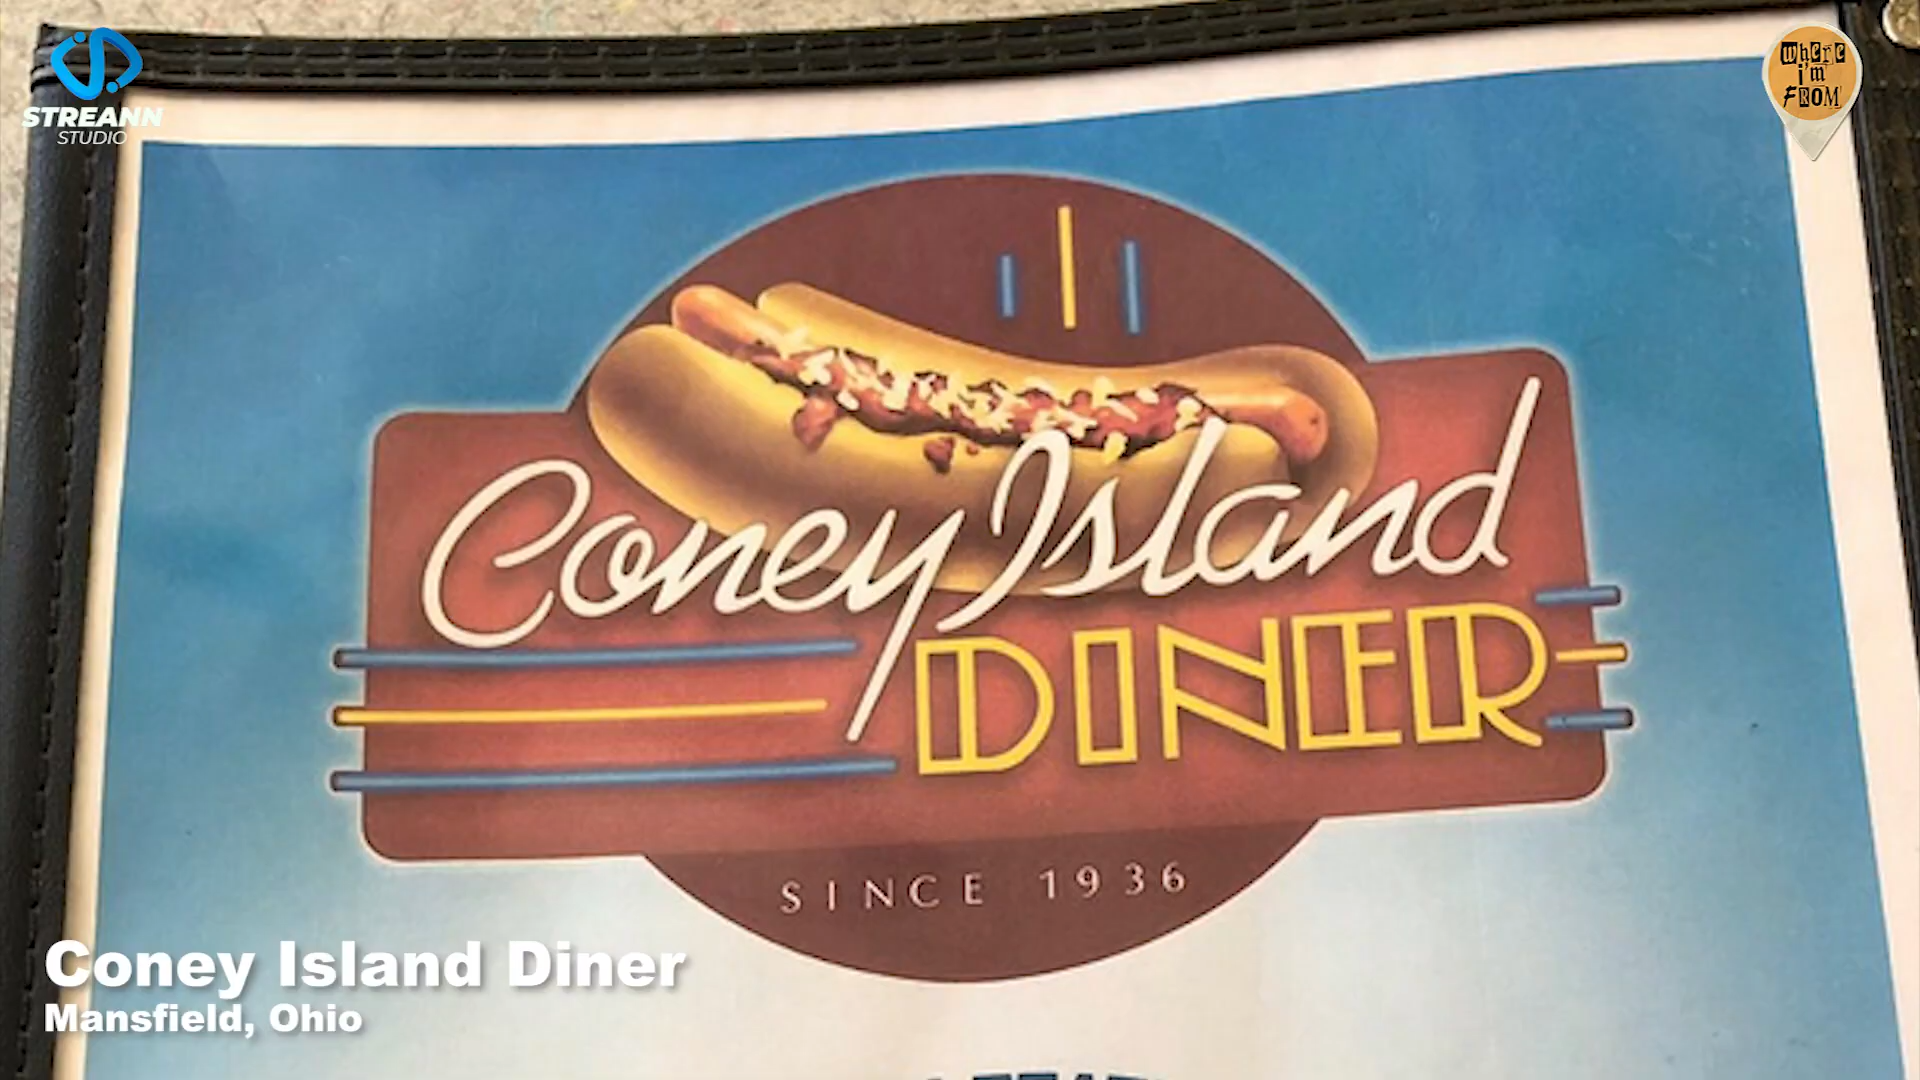 STREANN
STUDIO
where
i'm
FROM
Coney Island
DINER
SINCE 1936
Coney Island Diner
Mansfield, Ohio